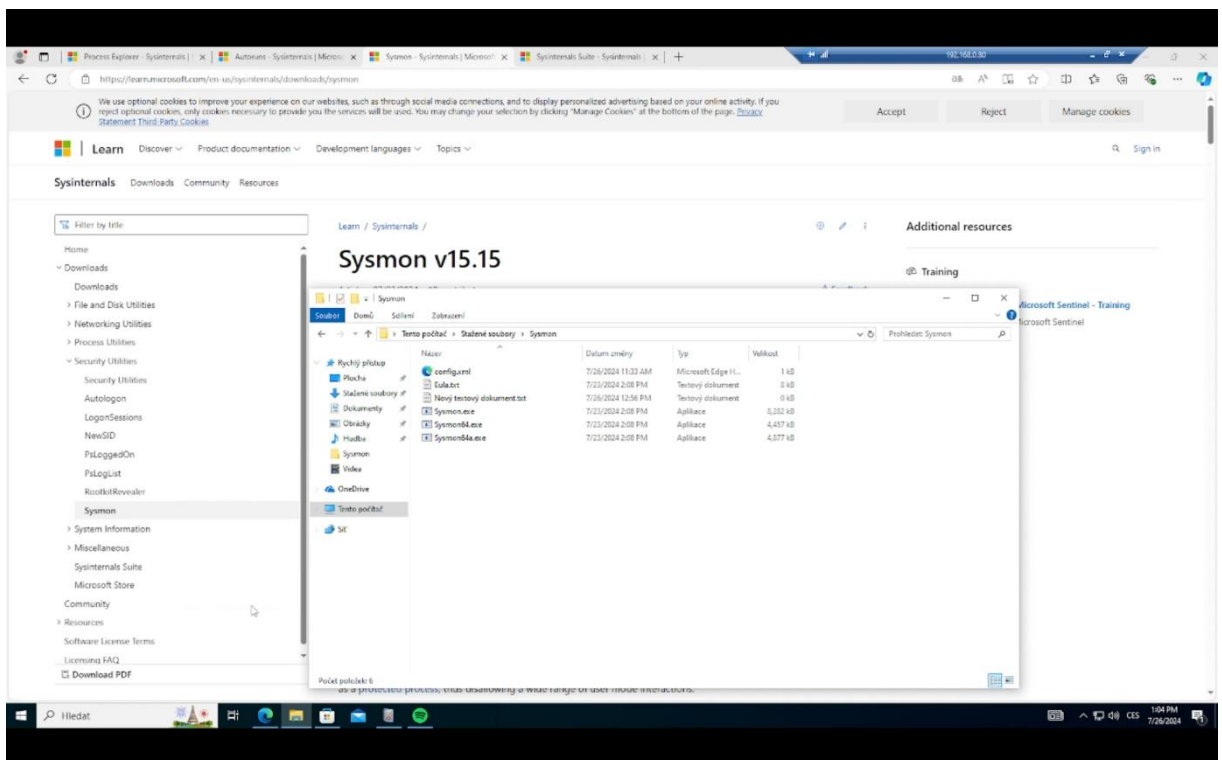 Process Explorer - Sysinternals |
Autoruns - Sysinternals | Micros
Sysmon - Sysinternals | Microsof
Sysinternals Suite - Sysinternals |
192.168.0.80
https://learn.microsoft.com/en-us/sysinternals/downloads/sysmon
We use optional cookies to improve your experience on our websites, such as through social media connections, and to display personalized advertising based on your online activity. If you
reject optional cookies, only cookies necessary to provide you the services will be used. You may change your selection by clicking "Manage Cookies" at the bottom of the page. Privacy
Statement Third-Party Cookies
Accept
Reject
Manage cookies
Learn
Discover
Product documentation
Development languages
Topics
Sign in
Sysinternals
Downloads
Community
Resources
Filter by title
Home
Downloads
Downloads
File and Disk Utilities
Networking Utilities
Process Utilities
Security Utilities
Security Utilities
Autologon
LogonSessions
NewSID
PsLoggedOn
PsLogList
RootkitRevealer
Sysmon
System Information
Miscellaneous
Sysinternals Suite
Microsoft Store
Community
Resources
Software License Terms
Licensing FAQ
Download PDF
Learn / Sysinternals /
Sysmon v15.15
Additional resources
Training
Microsoft Sentinel - Training
Microsoft Sentinel
Sysmon
Soubor
Domů
Sdílení
Zobrazení
Tento počítač > Stažené soubory > Sysmon
Prohledat: Sysmon
Rychlý přístup
Plocha
Stažené soubory
Dokumenty
Obrázky
Hudba
Sysmon
Videa
OneDrive
Tento počítač
Síť
Název Datum změny Typ Velikost
config.xml 7/26/2024 11:33 AM Microsoft Edge H... 1 kB
Eula.txt 7/23/2024 2:08 PM Textový dokument 8 kB
Nový textový dokument.txt 7/26/2024 12:56 PM Textový dokument 0 kB
Sysmon.exe 7/23/2024 2:08 PM Aplikace 8,282 kB
Sysmon64.exe 7/23/2024 2:08 PM Aplikace 4,457 kB
Sysmon64a.exe 7/23/2024 2:08 PM Aplikace 4,877 kB
Počet položek: 6
as a protected process, thus disallowing a wide range of user mode interactions.
Hledat
CES
1:04 PM
7/26/2024